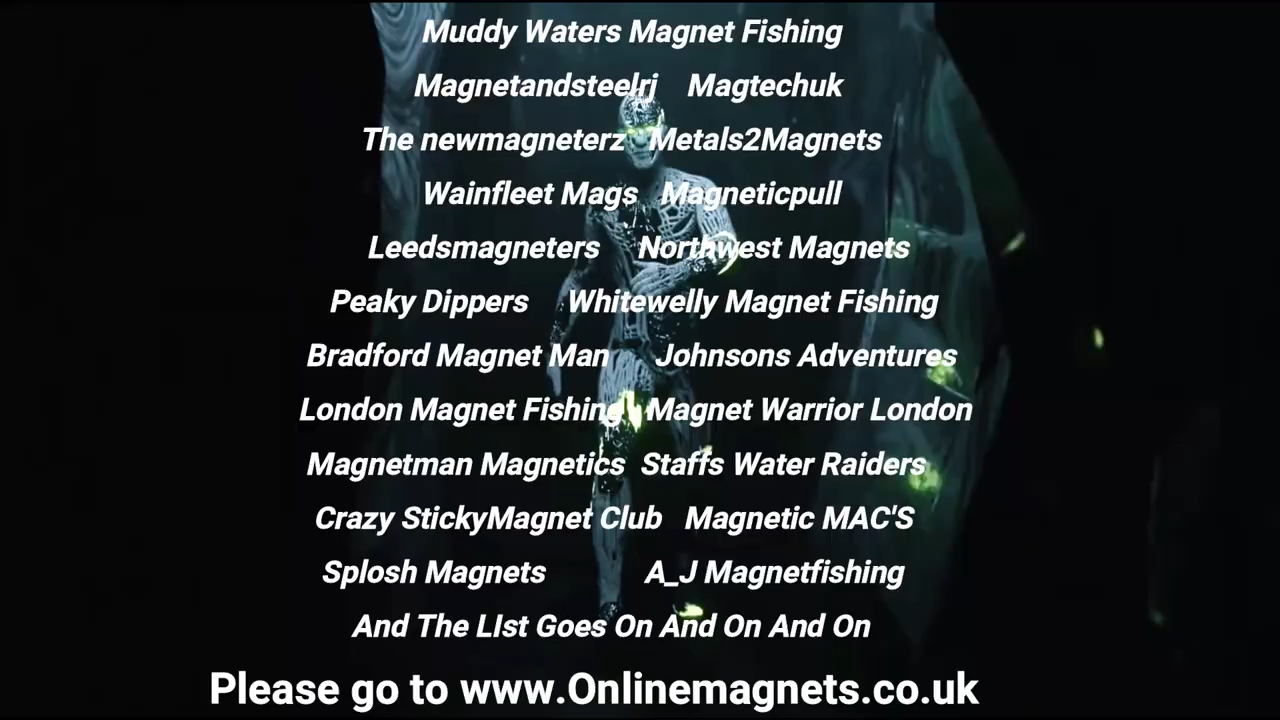 Muddy Waters Magnet Fishing
Magnetandsteelrj Magtechuk
The newmagneterz Metals2Magnets
Wainfleet Mags Magneticpull
Leedsmagneters Northwest Magnets
Peaky Dippers Whitewelly Magnet Fishing
Bradford Magnet Man Johnsons Adventures
London Magnet Fishing Magnet Warrior London
Magnetman Magnetics Staffs Water Raiders
Crazy StickyMagnet Club Magnetic MAC'S
Splosh Magnets A_J Magnetfishing
And The LIst Goes On And On And On
Please go to www.Onlinemagnets.co.uk